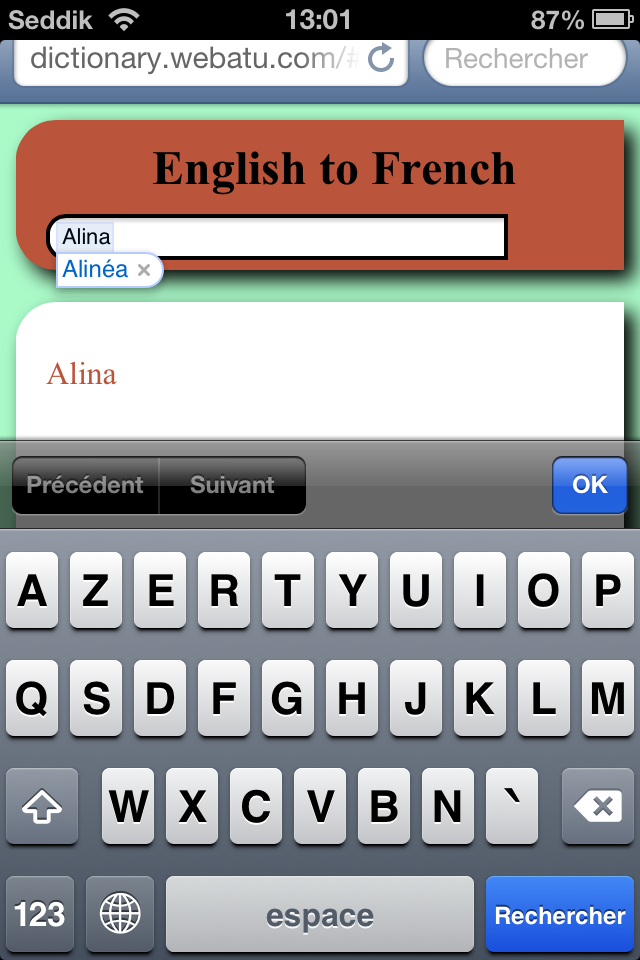 Seddik 13:01 87%
dictionary.webatu.com/# Rechercher
English to French
Alina
Alinéa ×
Alina
Précédent Suivant OK
A Z E R T Y U I O P
Q S D F G H J K L M
W X C V B N `
123 espace Rechercher